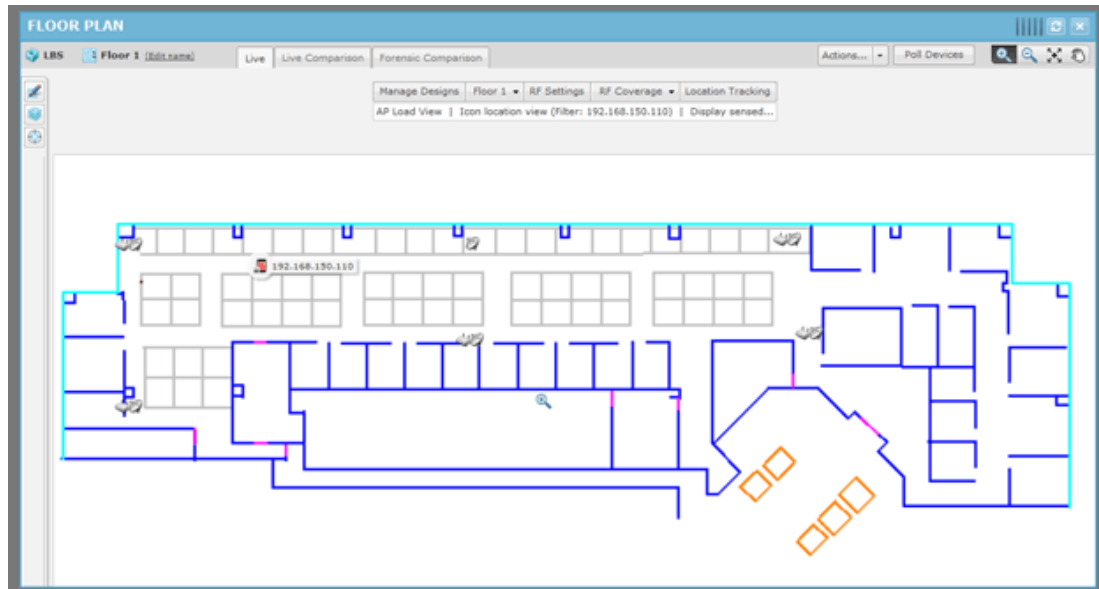 FLOOR PLAN
LBS 1 Floor 1 (Edit name) Live Live Comparison Forensic Comparison Actions... Poll Devices
Manage Designs Floor 1 RF Settings RF Coverage Location Tracking
AP Load View | Icon location view (Filter: 192.168.150.110) | Display sensed...
192.168.150.110